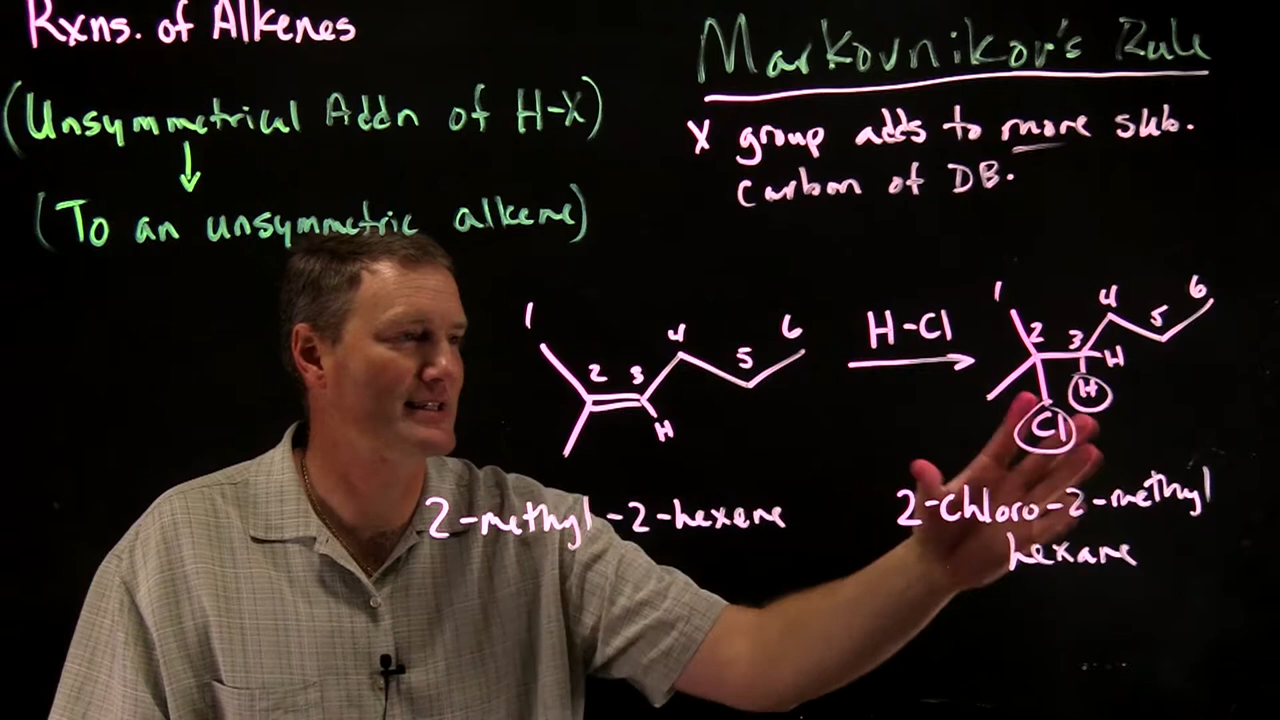 Rxns. of Alkenes
(Unsymmetrical Addn of H-X)
(To an unsymmetric alkene)
Markovnikov's Rule
X group adds to more sub.
carbon of DB.
1 2 3 4 5 6
H
H-Cl
1 2 3 4 5 6
H
H
Cl
2-methyl-2-hexene
2-chloro-2-methyl
hexane